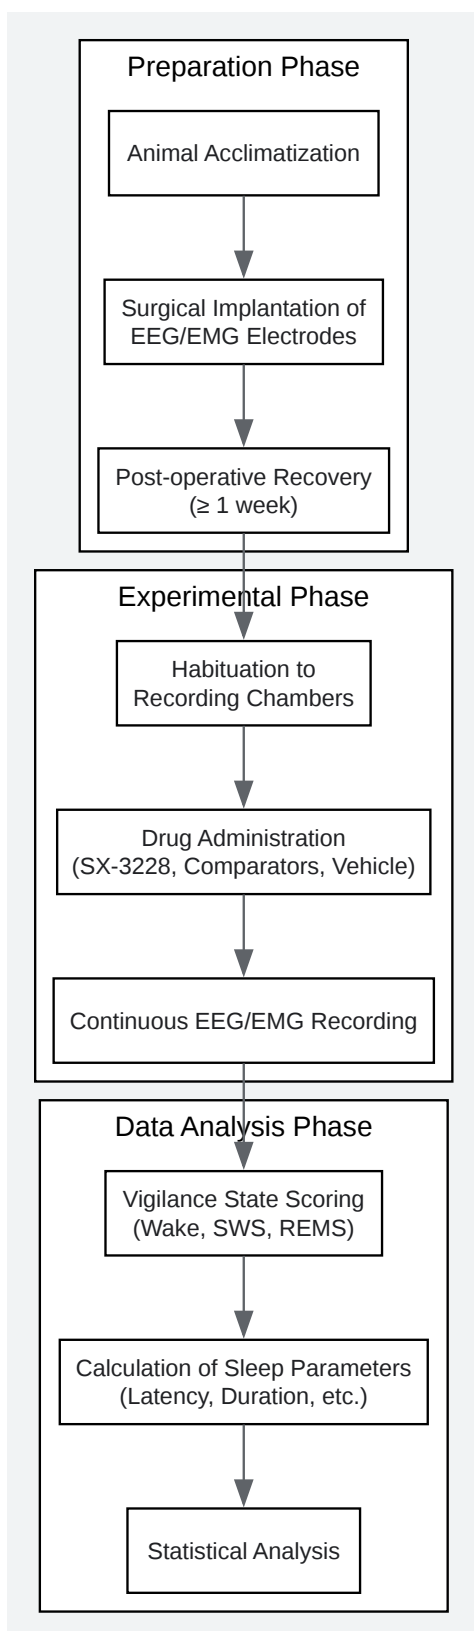 Preparation Phase
Animal Acclimatization
Surgical Implantation of
EEG/EMG Electrodes
Post-operative Recovery
(≥ 1 week)
Experimental Phase
Habituation to
Recording Chambers
Drug Administration
(SX-3228, Comparators, Vehicle)
Continuous EEG/EMG Recording
Data Analysis Phase
Vigilance State Scoring
(Wake, SWS, REMS)
Calculation of Sleep Parameters
(Latency, Duration, etc.)
Statistical Analysis